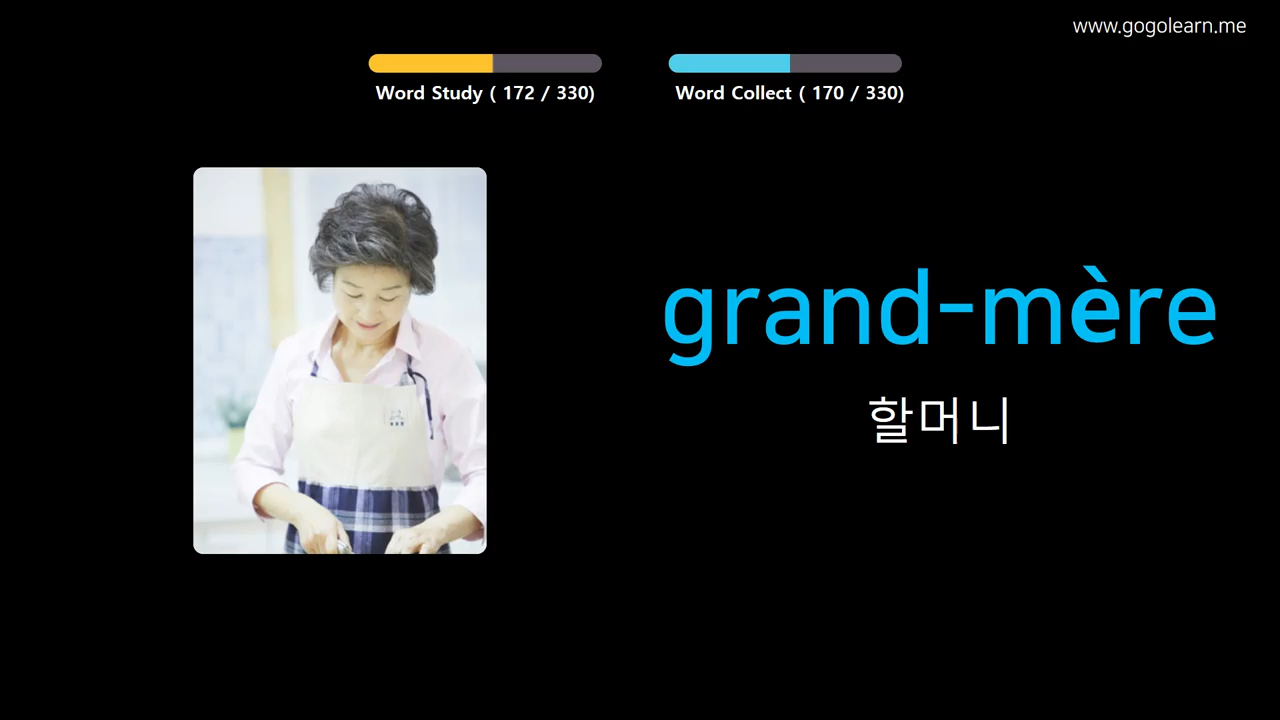 www.gogolearn.me
Word Study ( 172 / 330)
Word Collect ( 170 / 330)
grand-mère
할머니